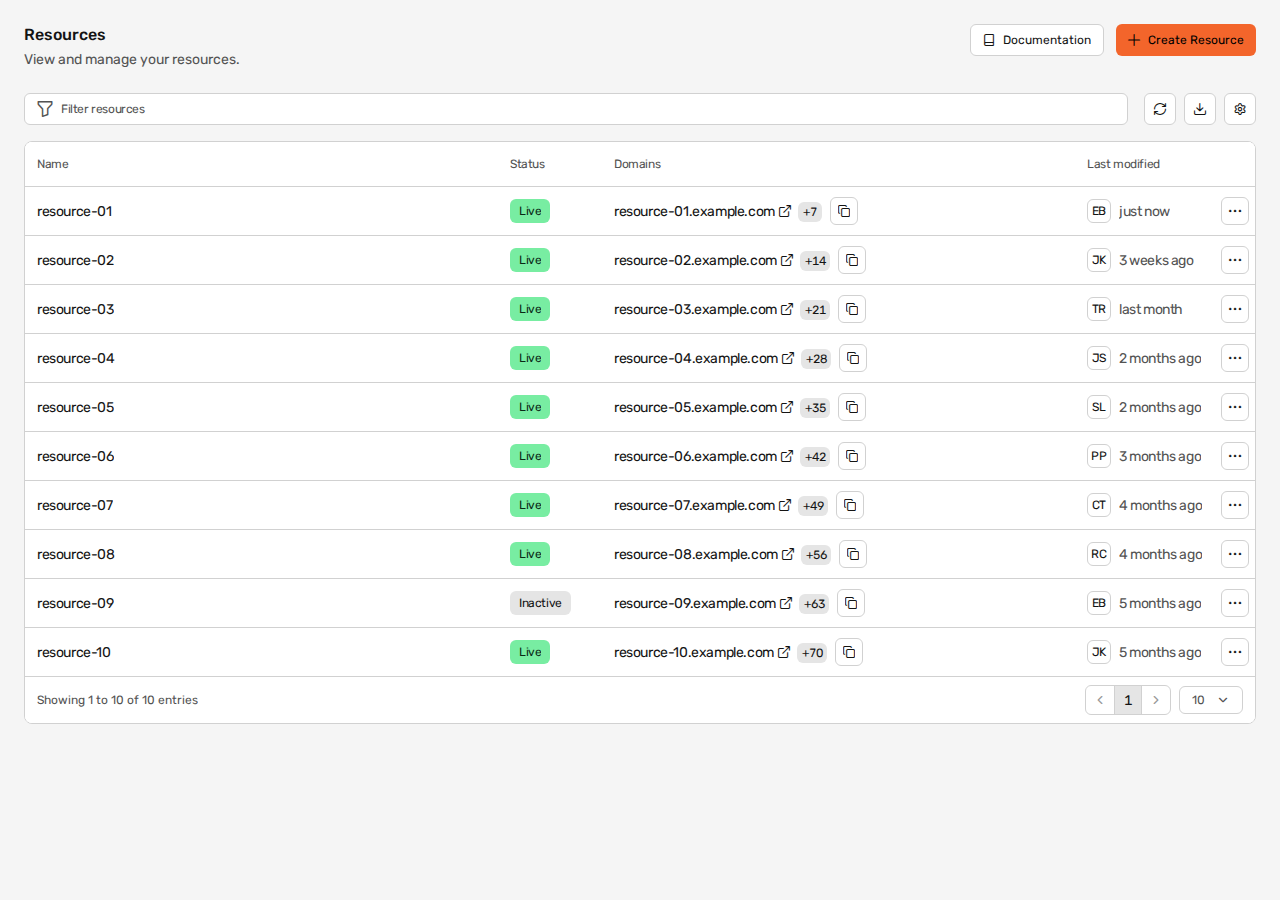 Resources
View and manage your resources.
Documentation
Create Resource
Filter resources
Name Status Domains Last modified
resource-01 Live resource-01.example.com +7 EB just now
resource-02 Live resource-02.example.com +14 JK 3 weeks ago
resource-03 Live resource-03.example.com +21 TR last month
resource-04 Live resource-04.example.com +28 JS 2 months ago
resource-05 Live resource-05.example.com +35 SL 2 months ago
resource-06 Live resource-06.example.com +42 PP 3 months ago
resource-07 Live resource-07.example.com +49 CT 4 months ago
resource-08 Live resource-08.example.com +56 RC 4 months ago
resource-09 Inactive resource-09.example.com +63 EB 5 months ago
resource-10 Live resource-10.example.com +70 JK 5 months ago
Showing 1 to 10 of 10 entries 1 10